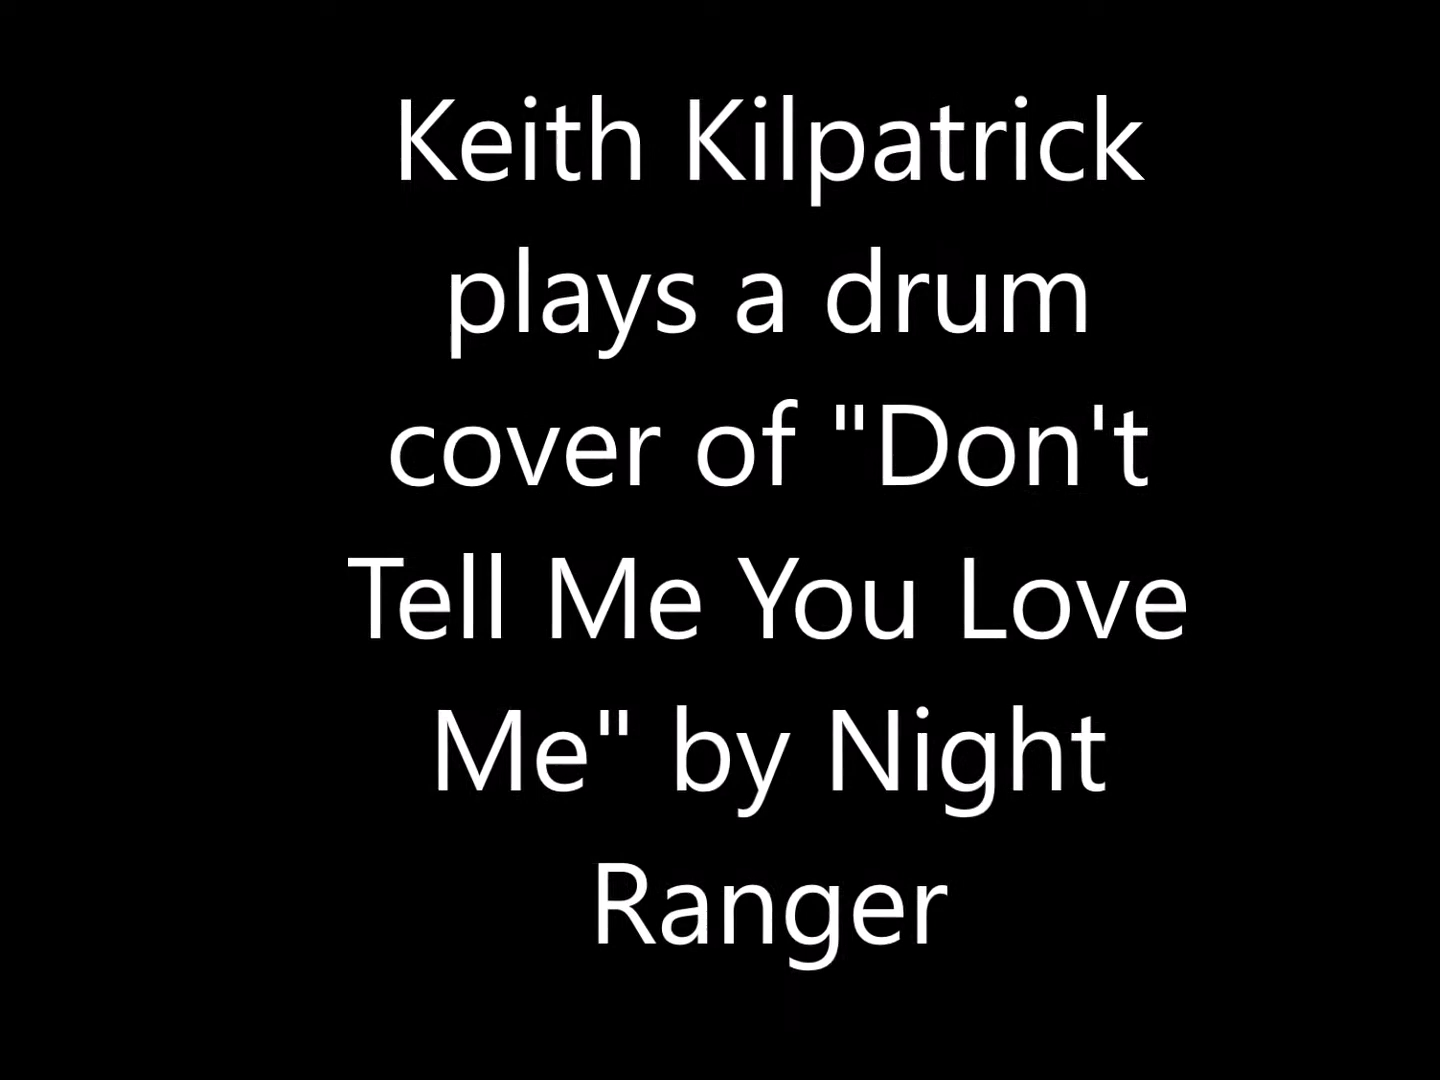 Keith Kilpatrick
plays a drum
cover of "Don't
Tell Me You Love
Me" by Night
Ranger